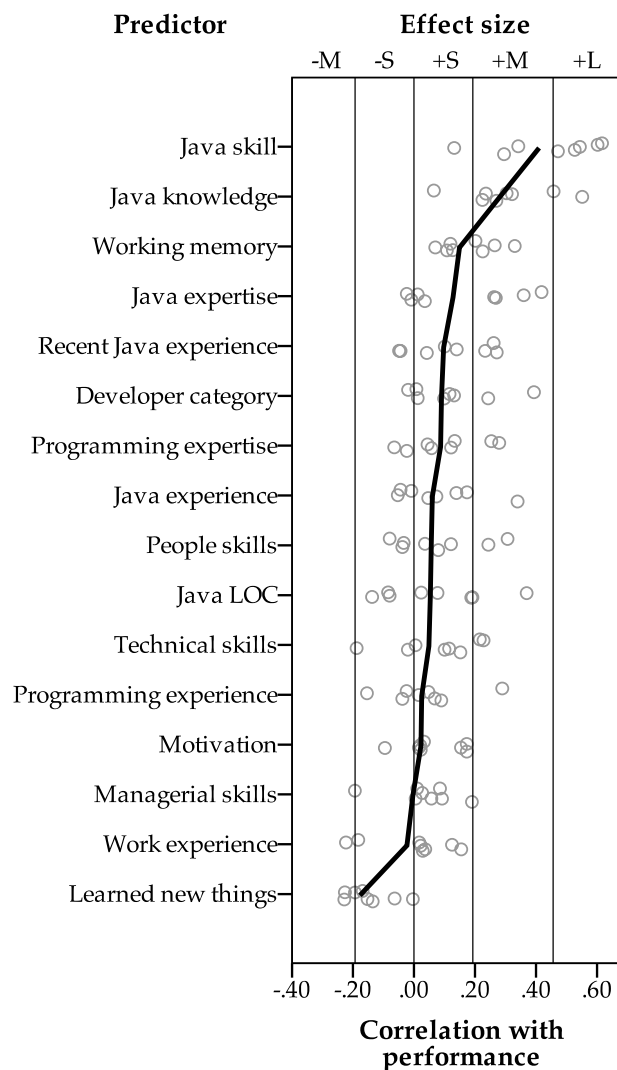 Predictor Effect size
-M -S +S +M +L
Java skill
Java knowledge
Working memory
Java expertise
Recent Java experience
Developer category
Programming expertise
Java experience
People skills
Java LOC
Technical skills
Programming experience
Motivation
Managerial skills
Work experience
Learned new things
-.40 -.20 .00 .20 .40 .60
Correlation with
performance